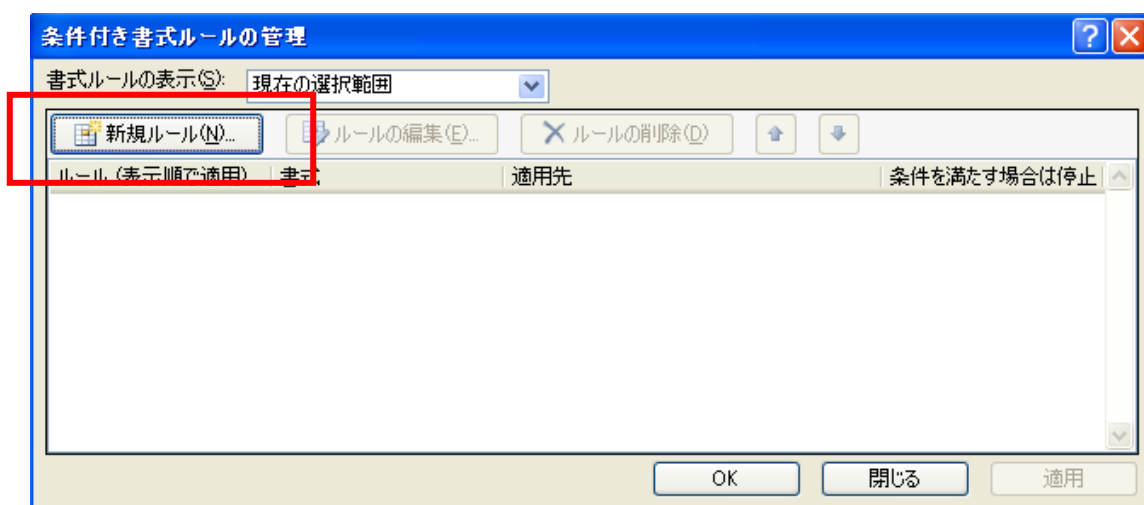 条件付き書式ルールの管理
書式ルールの表示(S): 現在の選択範囲
新規ルール(N)... ルールの編集(E)... ルールの削除(D)
ルール (表示順で適用) 書式 適用先 条件を満たす場合は停止
OK 閉じる 適用